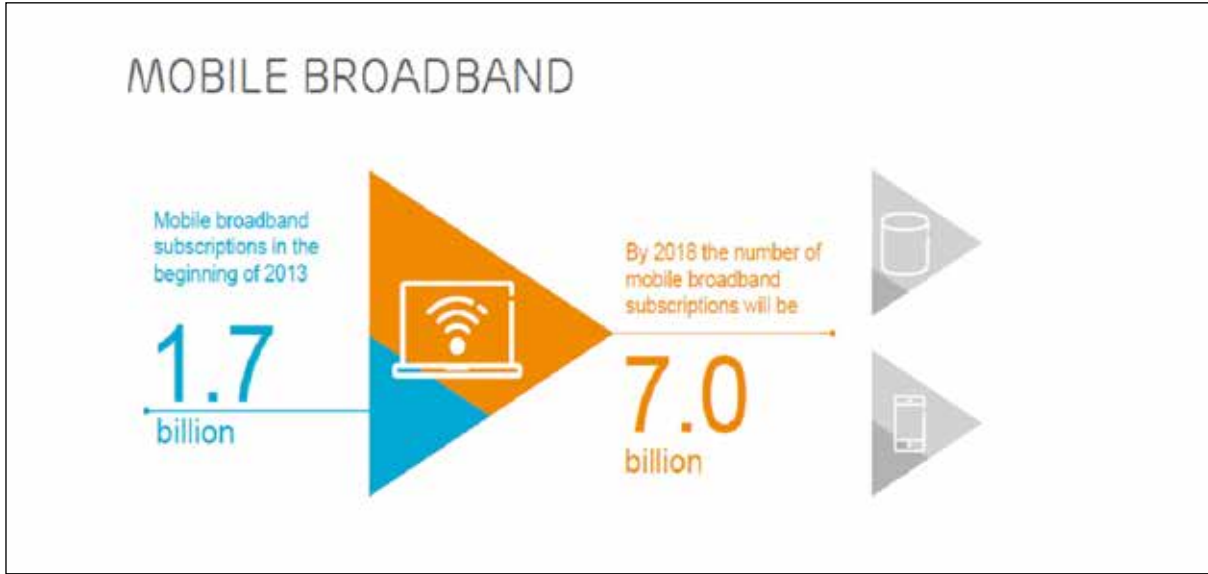 MOBILE BROADBAND
Mobile broadband
subscriptions in the
beginning of 2013
1.7
billion
By 2018 the number of
mobile broadband
subscriptions will be
7.0
billion